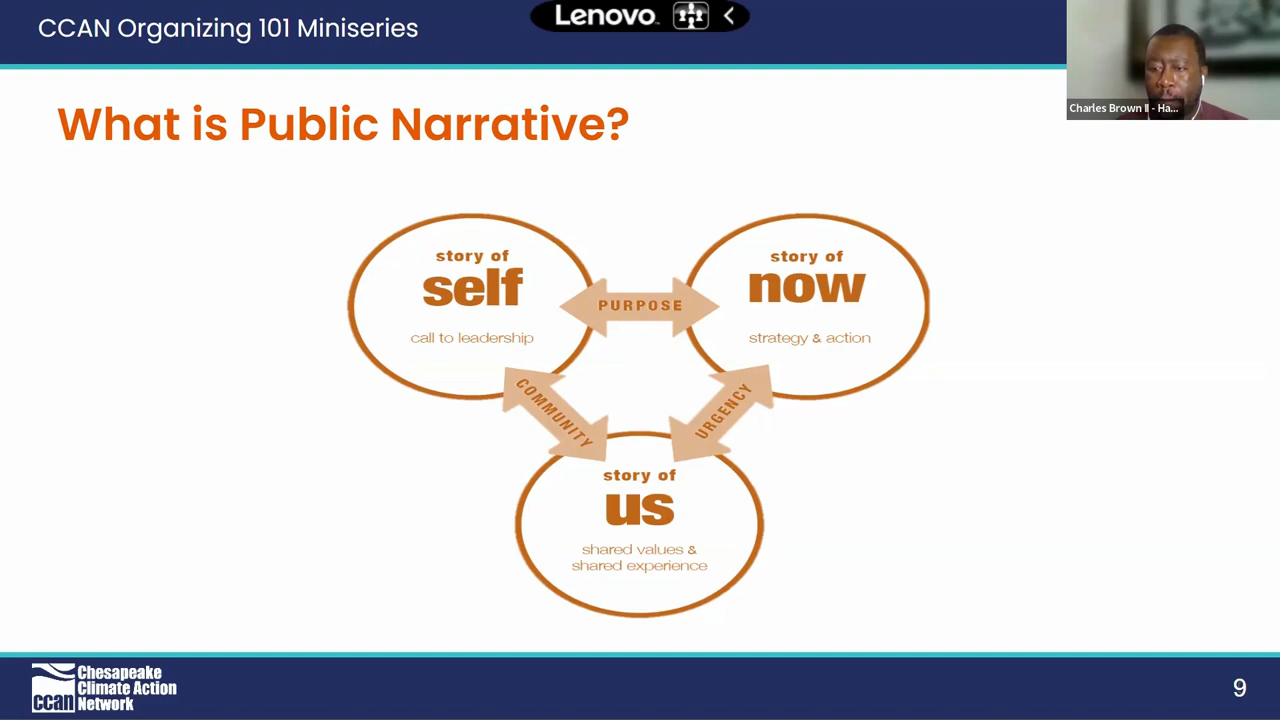 CCAN Organizing 101 Miniseries
Lenovo
Charles Brown II - Ha...
What is Public Narrative?
story of
self
call to leadership
PURPOSE
story of
now
strategy & action
COMMUNITY
URGENCY
story of
us
shared values &
shared experience
ccan
Chesapeake
Climate Action
Network
9